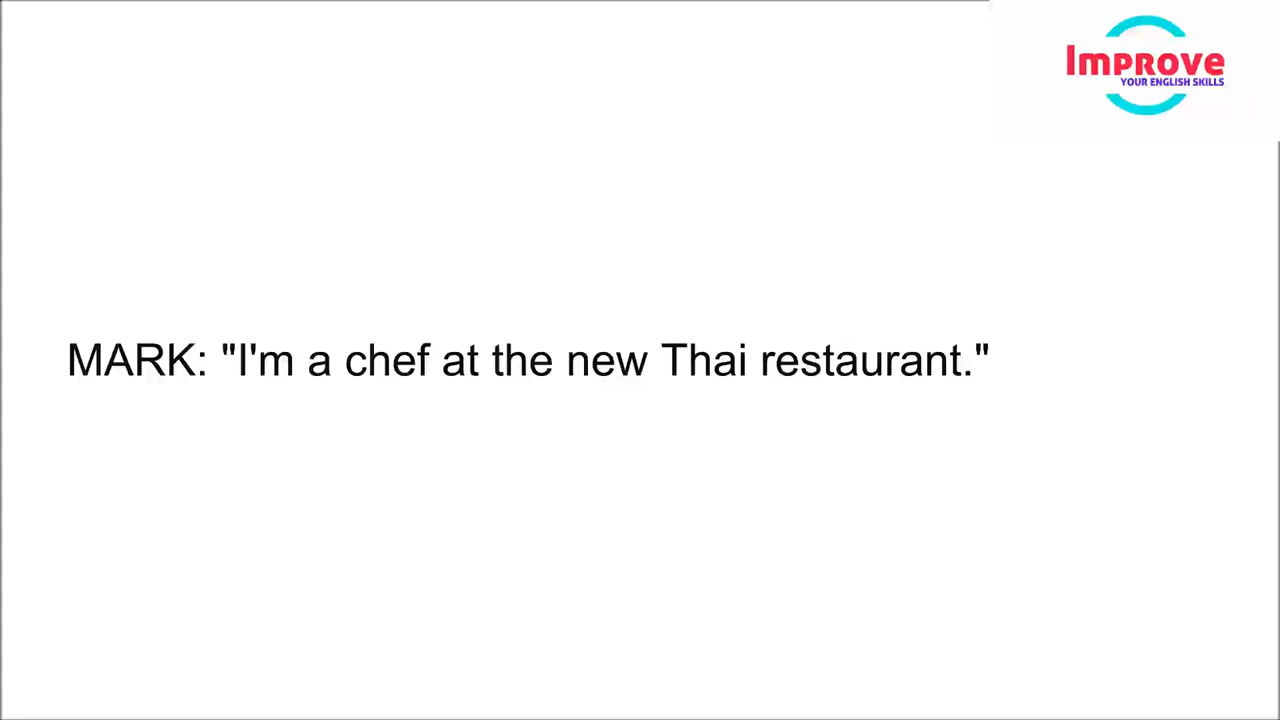 Improve
YOUR ENGLISH SKILLS
MARK: "I'm a chef at the new Thai restaurant."